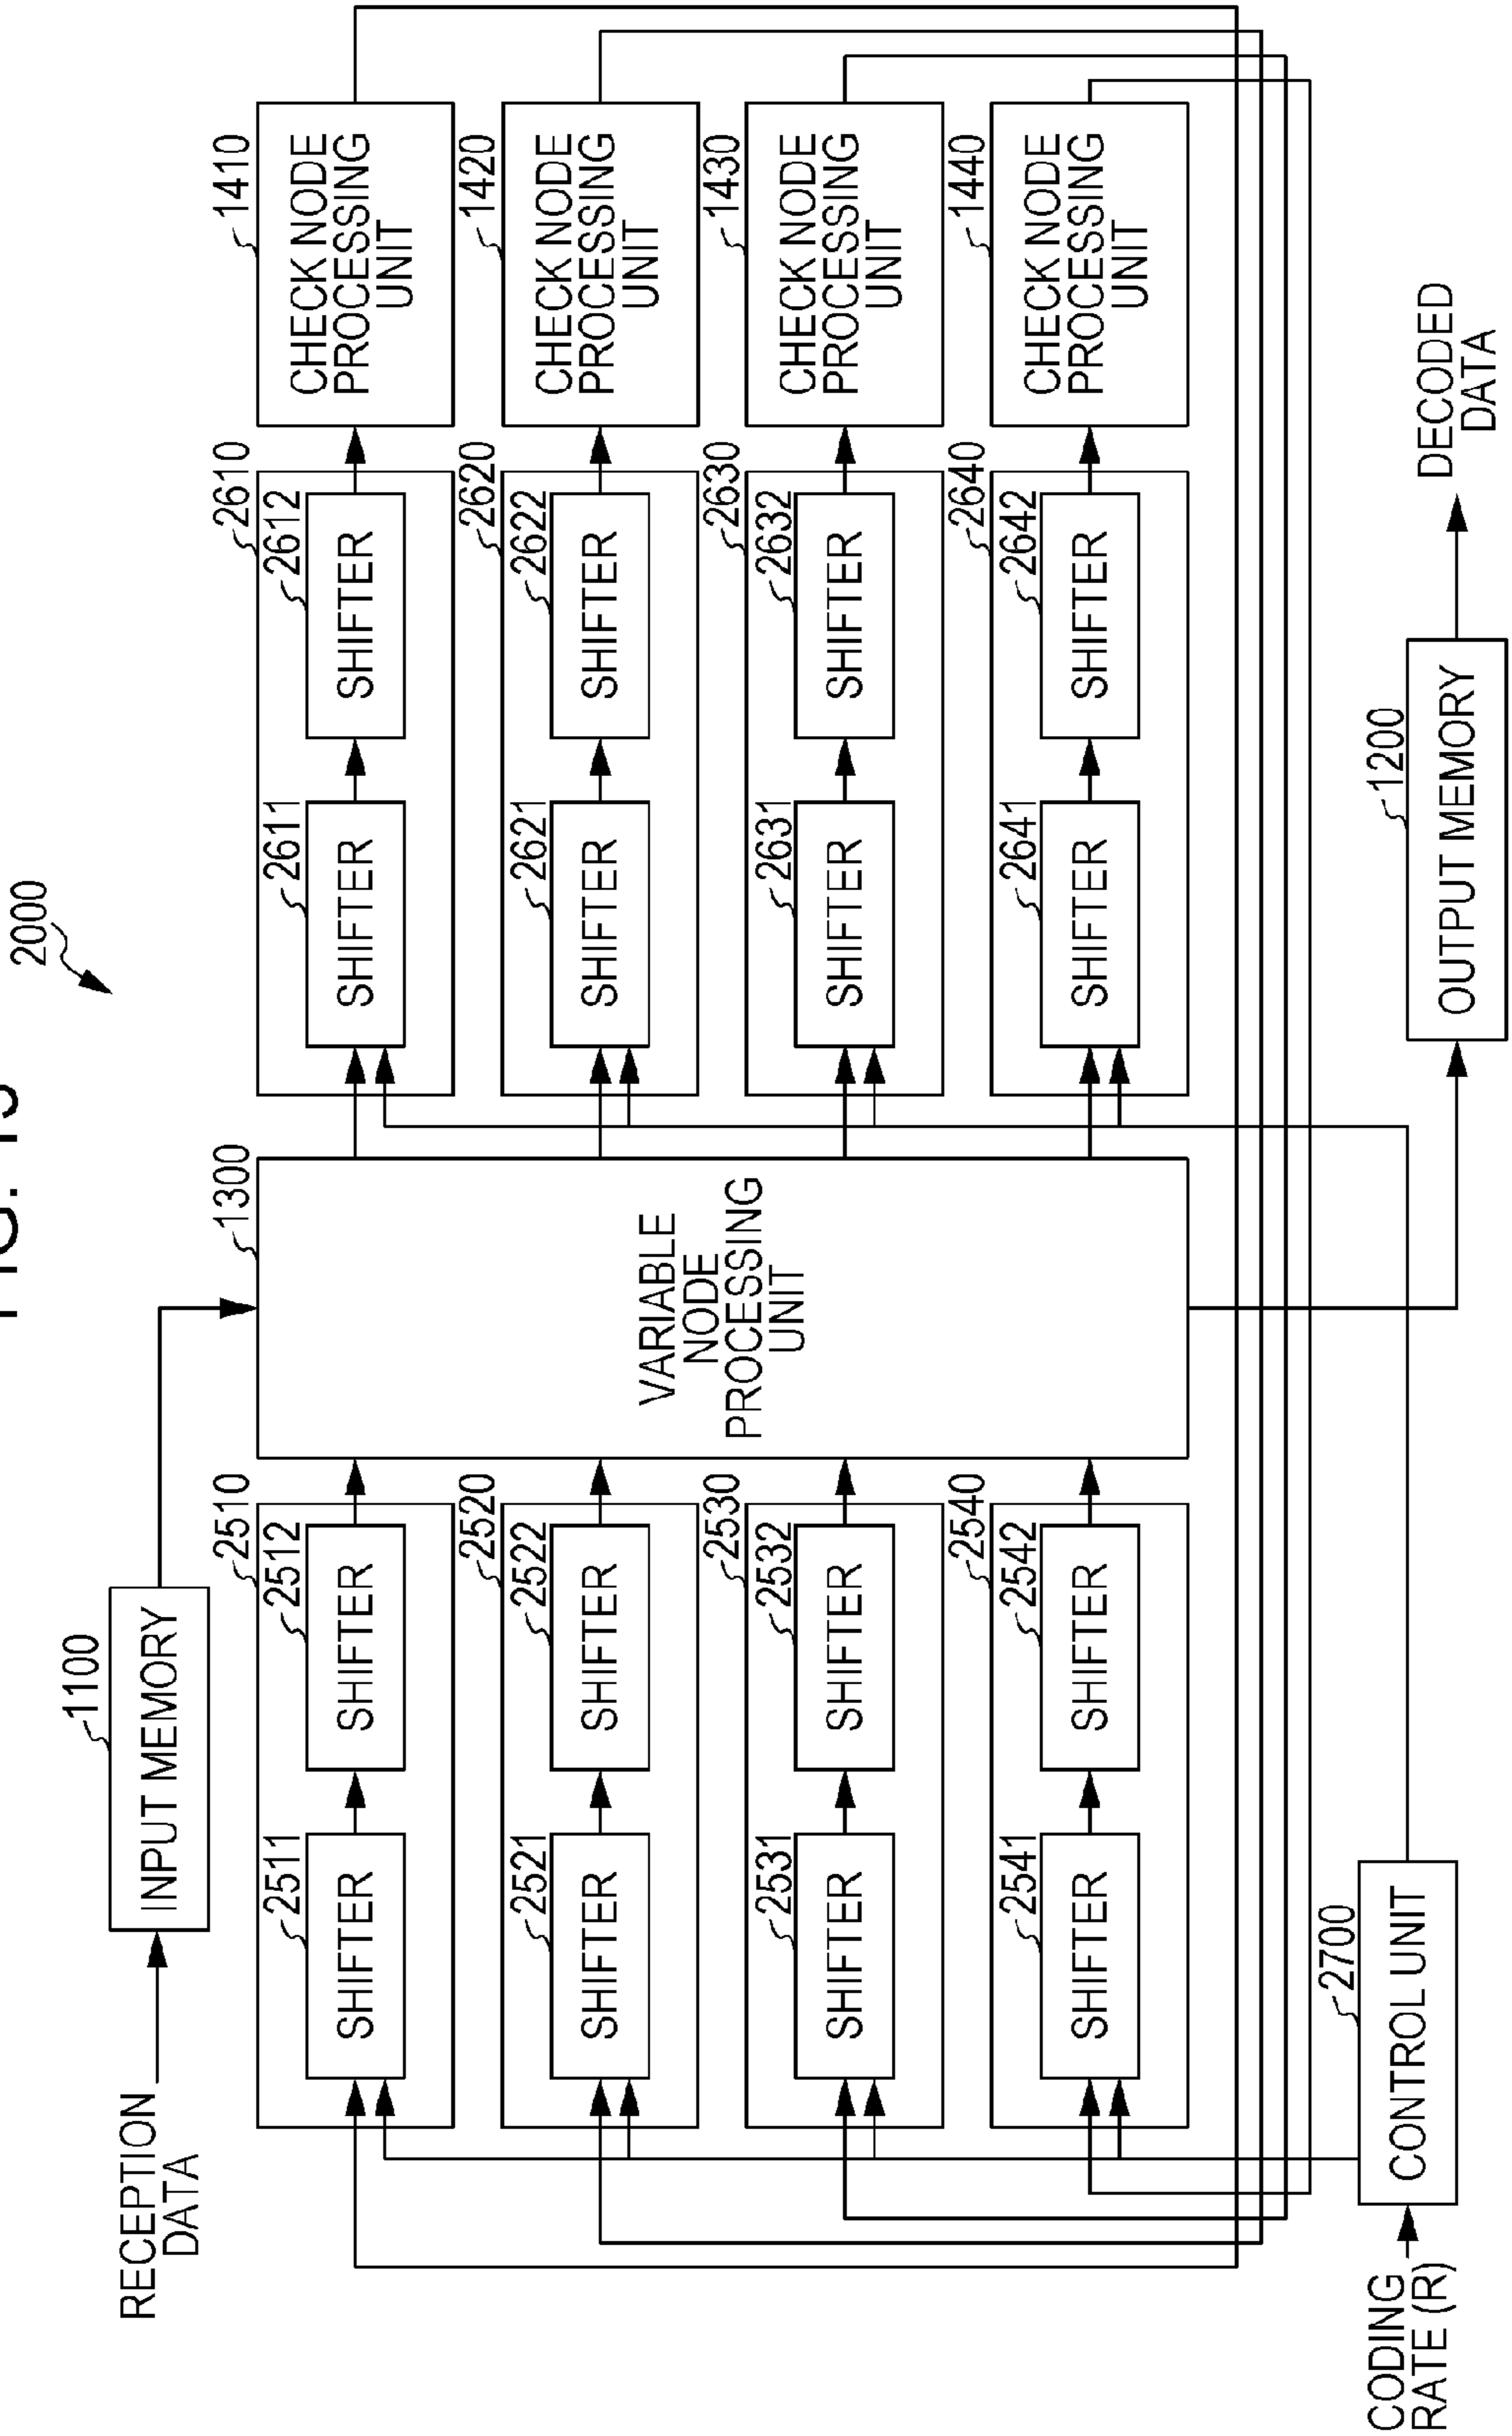 FIG.
2000
RECEPTION
DATA
1100
INPUT MEMORY
2510
2511
SHIFTER
2512
SHIFTER
2520
2521
SHIFTER
2522
SHIFTER
2530
2531
SHIFTER
2532
SHIFTER
2540
2541
SHIFTER
2542
SHIFTER
1300
VARIABLE
NODE
PROCESSING
UNIT
2610
2611
SHIFTER
2612
SHIFTER
2620
2621
SHIFTER
2622
SHIFTER
2630
2631
SHIFTER
2632
SHIFTER
2640
2641
SHIFTER
2642
SHIFTER
1410
CHECK NODE
PROCESSING
UNIT
1420
CHECK NODE
PROCESSING
UNIT
1430
CHECK NODE
PROCESSING
UNIT
1440
CHECK NODE
PROCESSING
UNIT
CODING
RATE (R)
2700
CONTROL UNIT
1200
OUTPUT MEMORY
DECODED
DATA